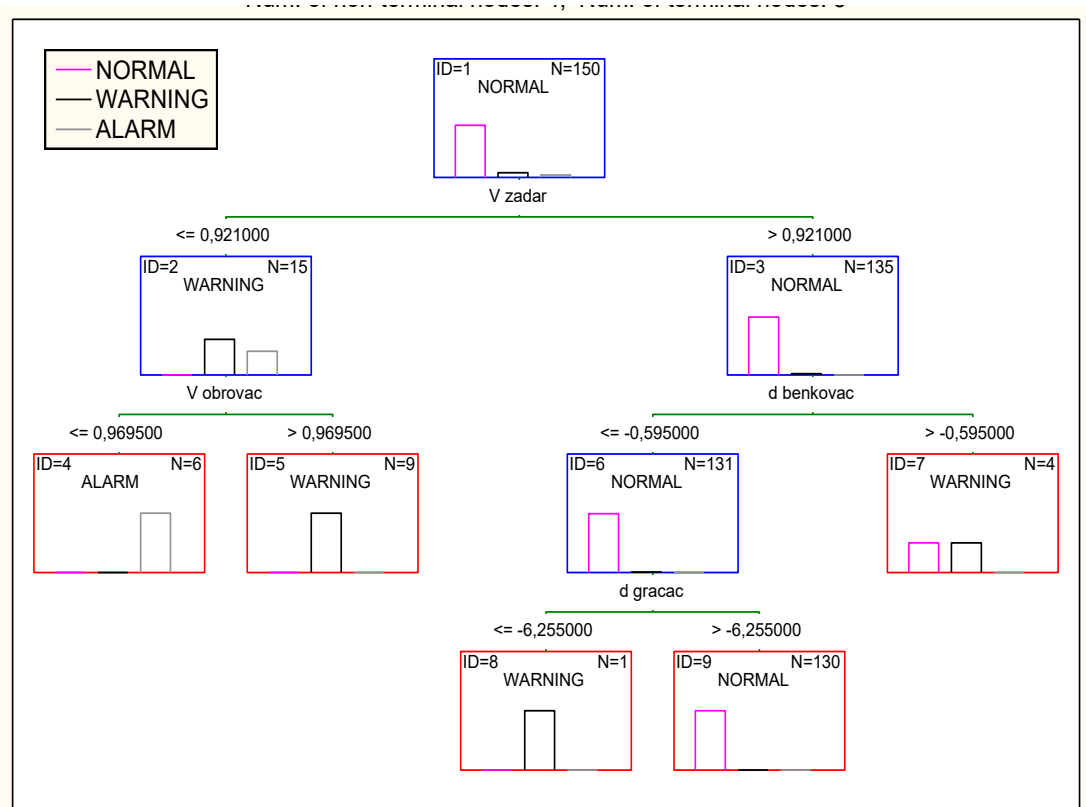 NORMAL
WARNING
ALARM
ID=1 N=150
NORMAL
V zadar
<= 0,921000 > 0,921000
ID=2 N=15
WARNING
ID=3 N=135
NORMAL
V obrovac d benkovac
<= 0,969500 > 0,969500 <= -0,595000 > -0,595000
ID=4 N=6
ALARM
ID=5 N=9
WARNING
ID=6 N=131
NORMAL
ID=7 N=4
WARNING
d gracac
<= -6,255000 > -6,255000
ID=8 N=1
WARNING
ID=9 N=130
NORMAL